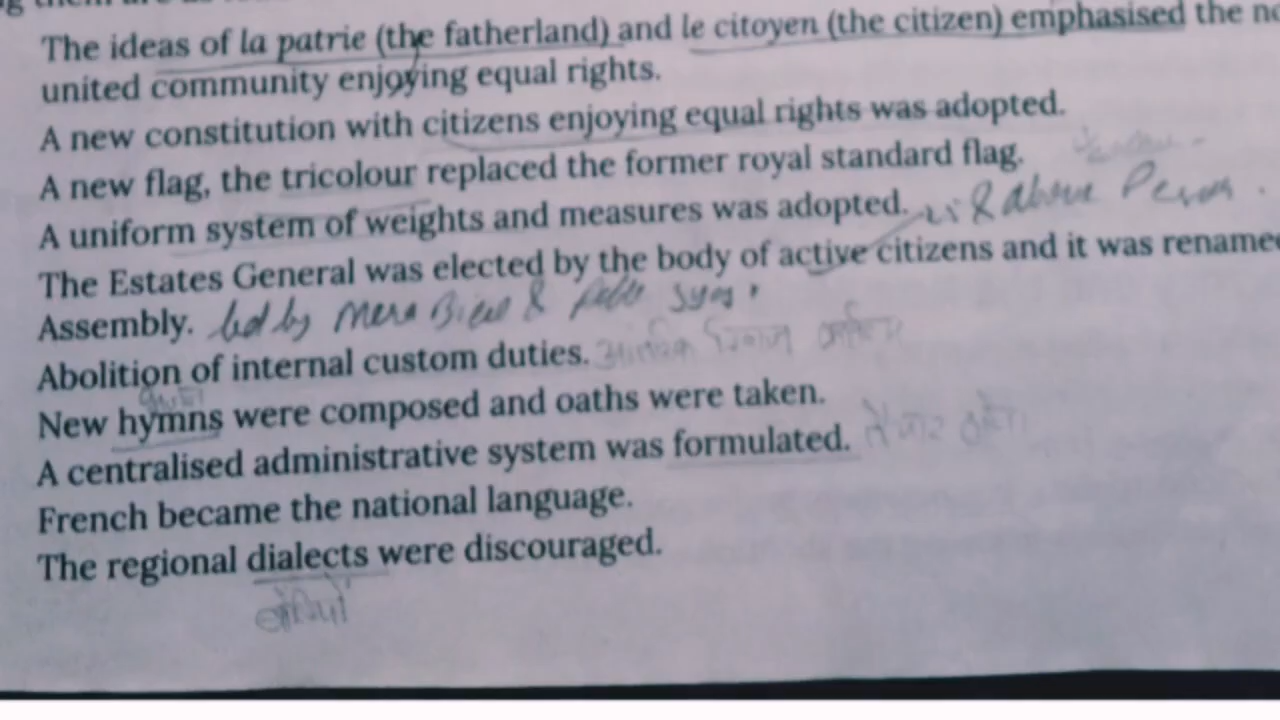 The ideas of la patrie (the fatherland) and le citoyen (the citizen) emphasised the
united community enjoying equal rights.
A new constitution with citizens enjoying equal rights was adopted.
A new flag, the tricolour replaced the former royal standard flag.
& above
A uniform system of weights and measures was adopted.
The Estates General was elected by the body of active citizens and it was
Assembly. led by &
Abolition of internal custom duties.
New hymns were composed and oaths were taken.
A centralised administrative system was formulated.
French became the national language.
The regional dialects were discouraged.